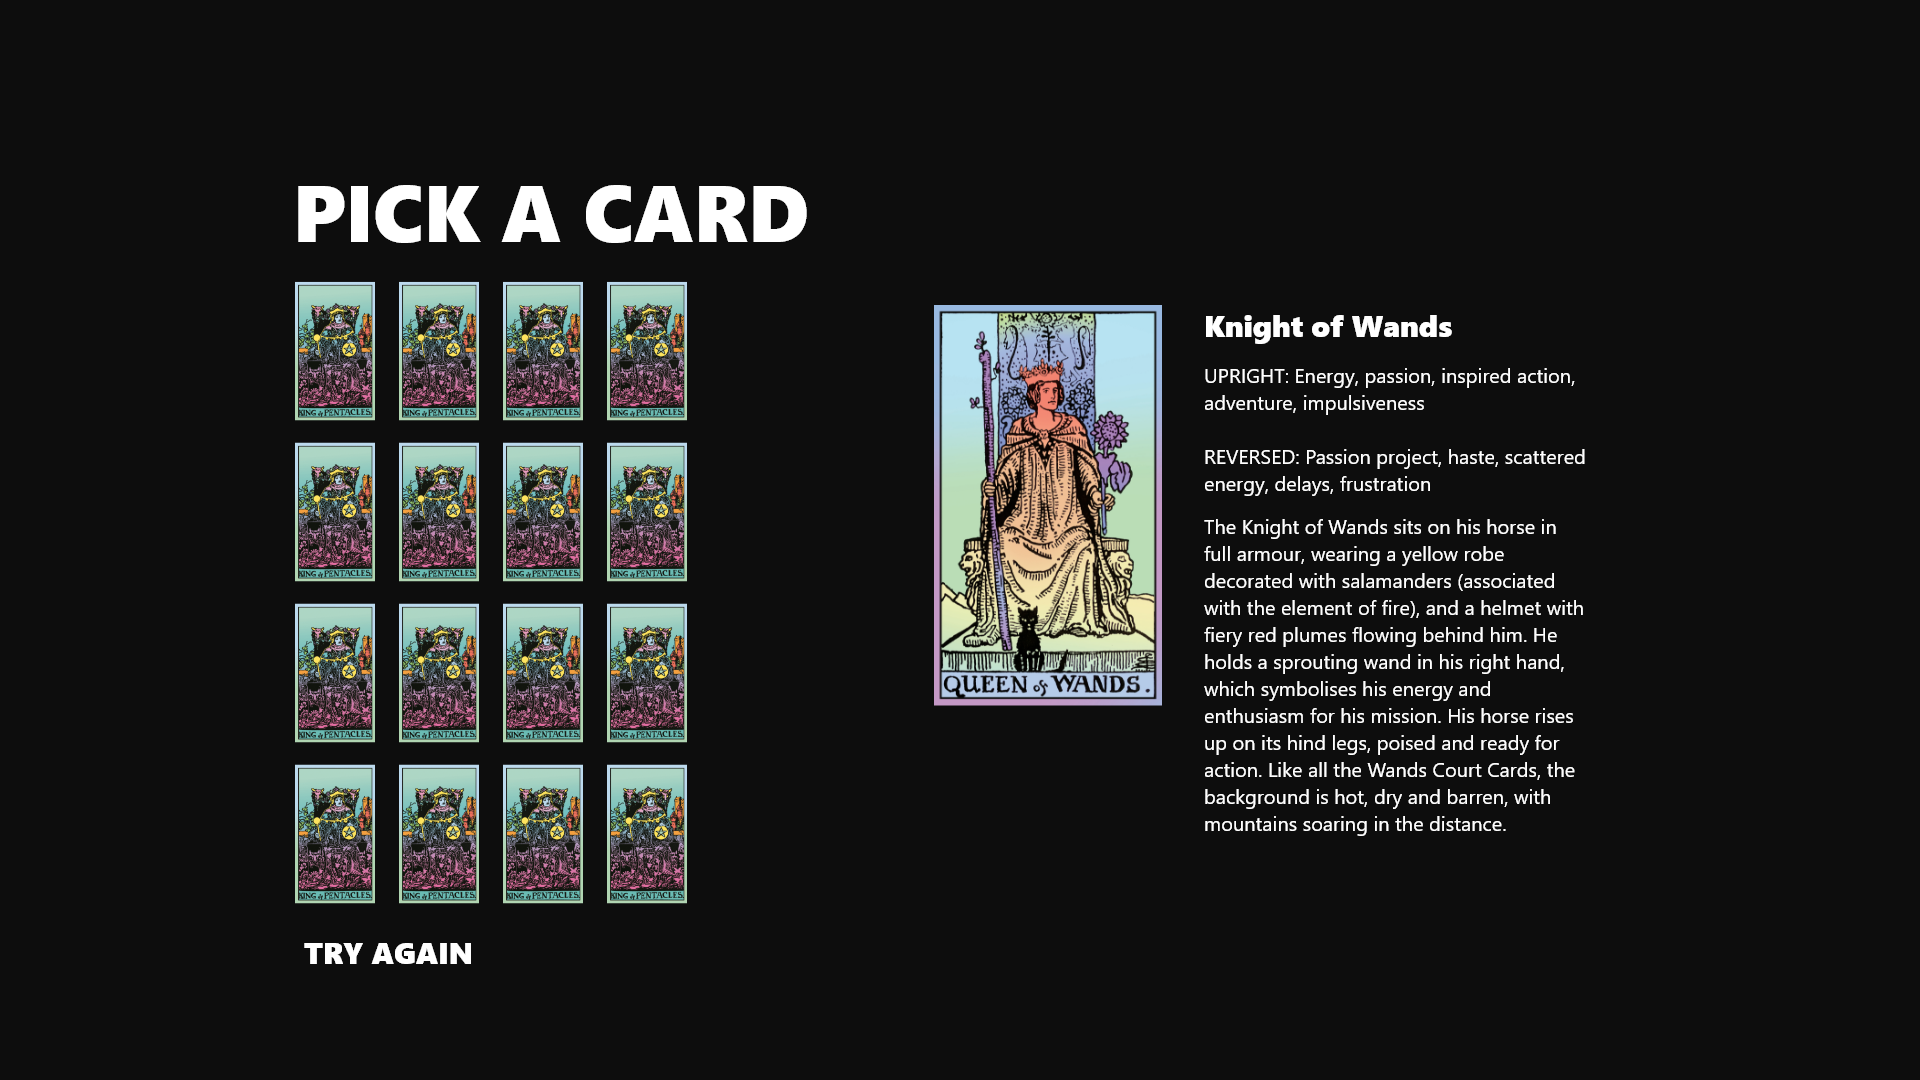 PICK A CARD
KING of PENTACLES. KING of PENTACLES. KING of PENTACLES. KING of PENTACLES.
KING of PENTACLES. KING of PENTACLES. KING of PENTACLES. KING of PENTACLES.
KING of PENTACLES. KING of PENTACLES. KING of PENTACLES. KING of PENTACLES.
KING of PENTACLES. KING of PENTACLES. KING of PENTACLES. KING of PENTACLES.
TRY AGAIN
QUEEN of WANDS.
Knight of Wands
UPRIGHT: Energy, passion, inspired action,
adventure, impulsiveness
REVERSED: Passion project, haste, scattered
energy, delays, frustration
The Knight of Wands sits on his horse in
full armour, wearing a yellow robe
decorated with salamanders (associated
with the element of fire), and a helmet with
fiery red plumes flowing behind him. He
holds a sprouting wand in his right hand,
which symbolises his energy and
enthusiasm for his mission. His horse rises
up on its hind legs, poised and ready for
action. Like all the Wands Court Cards, the
background is hot, dry and barren, with
mountains soaring in the distance.